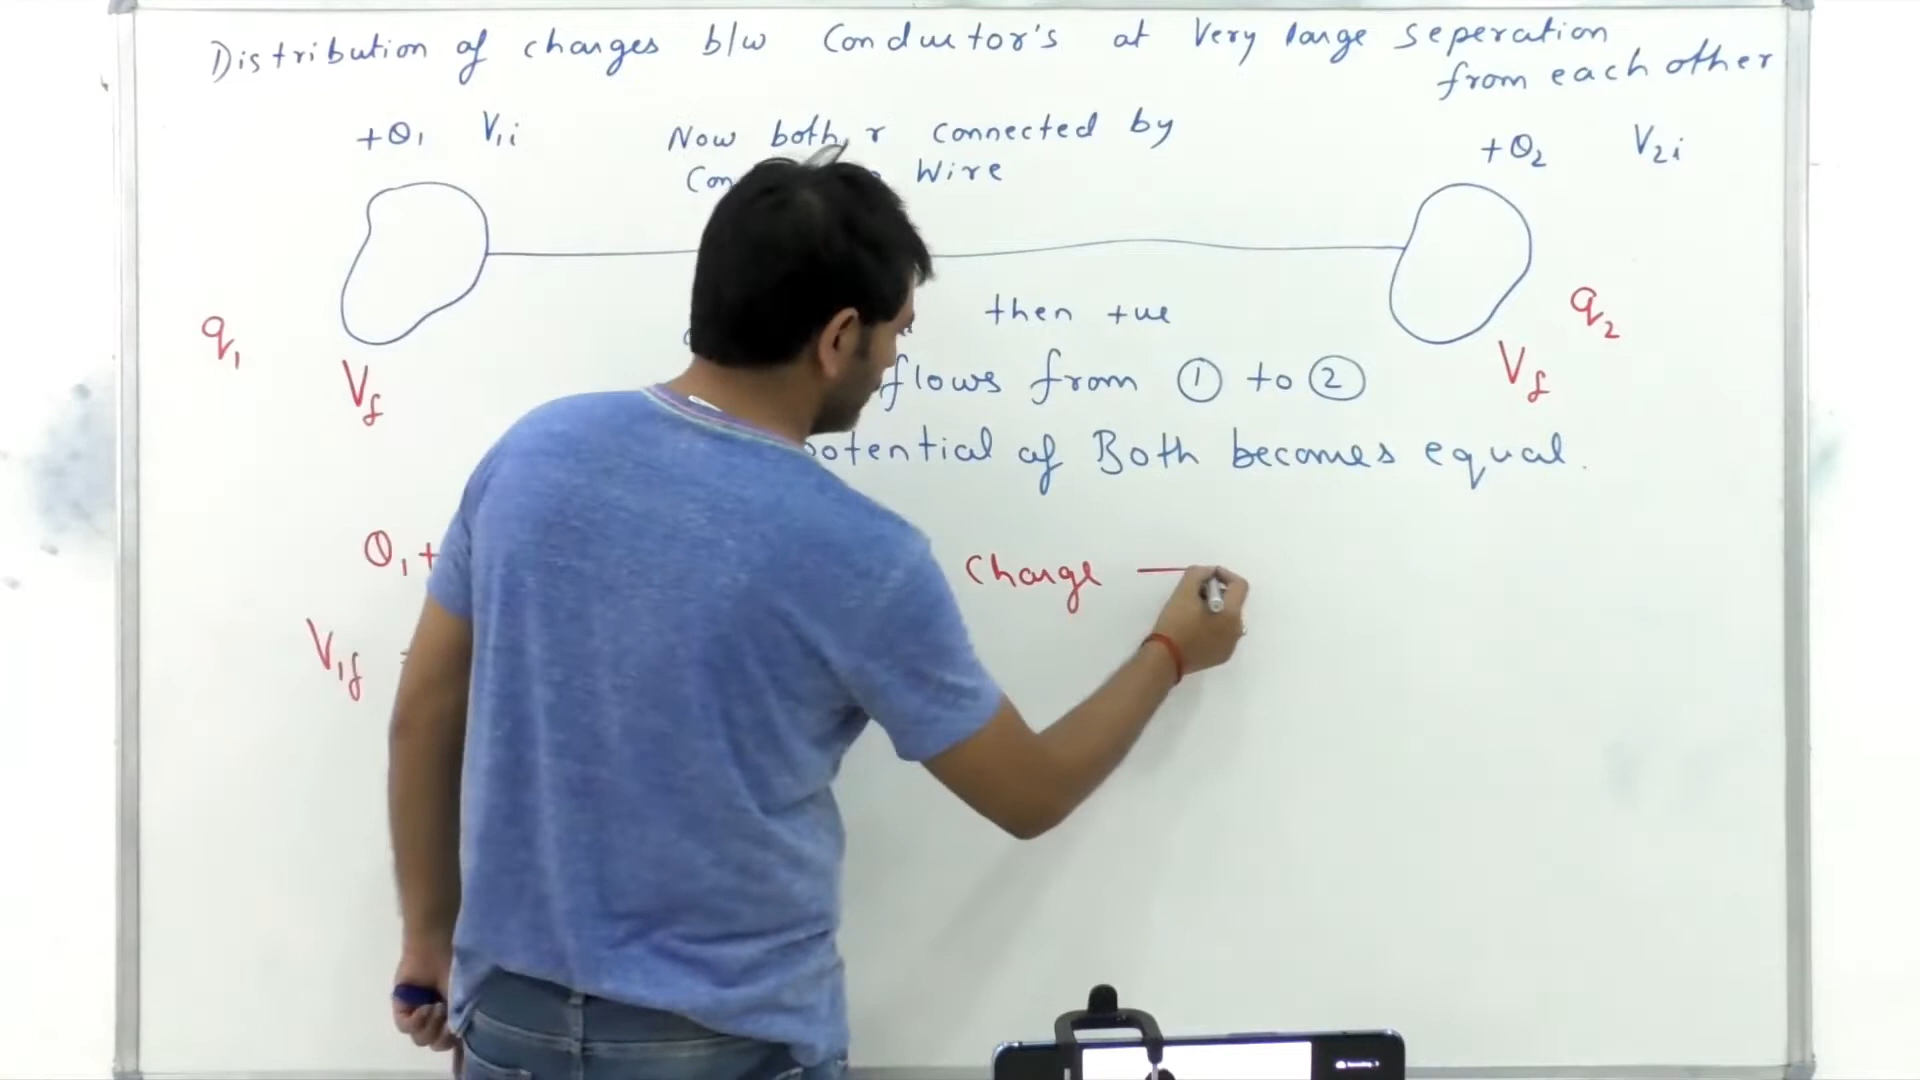 Distribution of charges b/w Conductor's at Very large seperation
from each other
+Q₁ V₁i Now both r connected by +Q₂ V₂i
Wire
then +ve
q₁ q₂
Vf flows from ① to ② Vf
potential of Both becomes equal.
Q₁ + Charge —
V₁f =